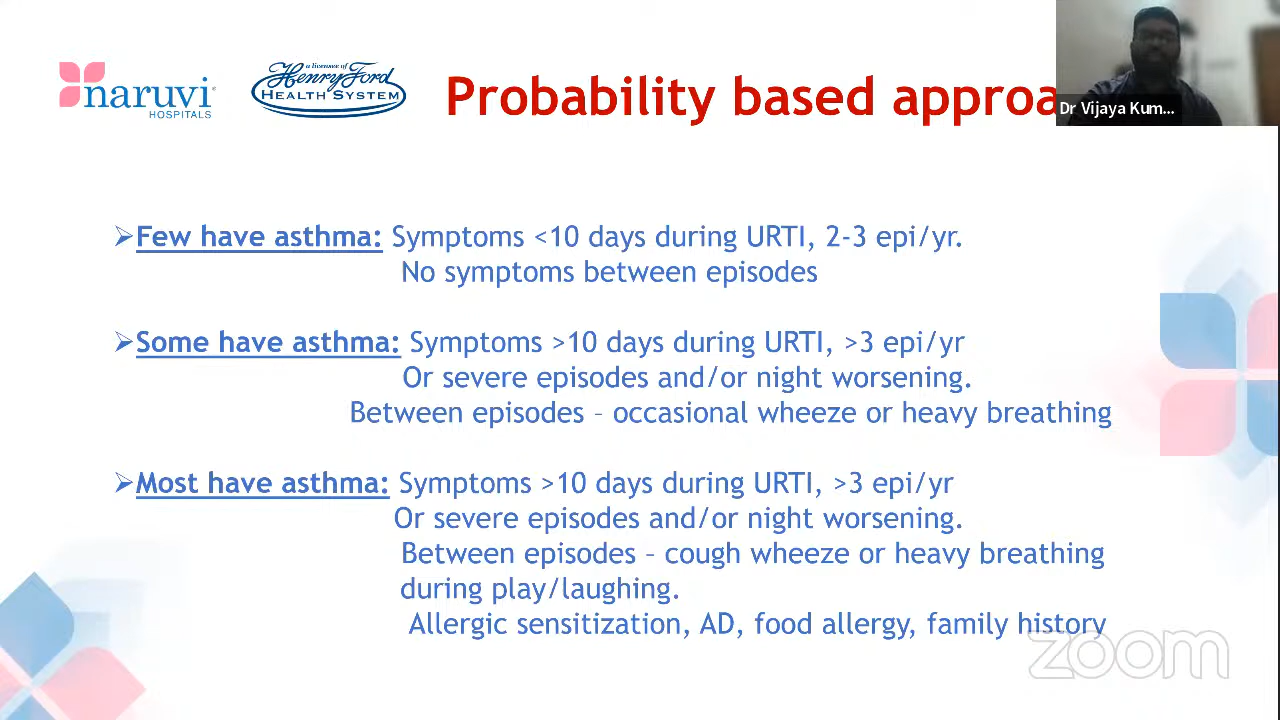 naruvi
HOSPITALS
a licensee of
Henry Ford
HEALTH SYSTEM
Probability based approa
Dr Vijaya Kum...
➢Few have asthma: Symptoms <10 days during URTI, 2-3 epi/yr.
No symptoms between episodes
➢Some have asthma: Symptoms >10 days during URTI, >3 epi/yr
Or severe episodes and/or night worsening.
Between episodes – occasional wheeze or heavy breathing
➢Most have asthma: Symptoms >10 days during URTI, >3 epi/yr
Or severe episodes and/or night worsening.
Between episodes – cough wheeze or heavy breathing
during play/laughing.
Allergic sensitization, AD, food allergy, family history
zoom